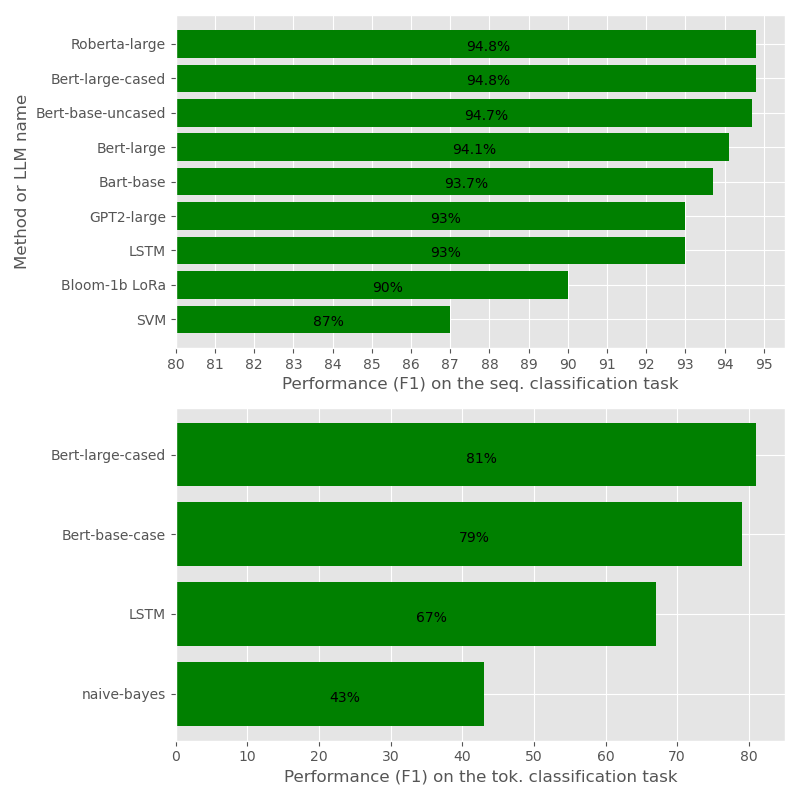 Method or LLM name
Roberta-large
94.8%
Bert-large-cased
94.8%
Bert-base-uncased
94.7%
Bert-large
94.1%
Bart-base
93.7%
GPT2-large
93%
LSTM
93%
Bloom-1b LoRa
90%
SVM
87%
80 81 82 83 84 85 86 87 88 89 90 91 92 93 94 95
Performance (F1) on the seq. classification task
Bert-large-cased
81%
Bert-base-case
79%
LSTM
67%
naive-bayes
43%
0 10 20 30 40 50 60 70 80
Performance (F1) on the tok. classification task